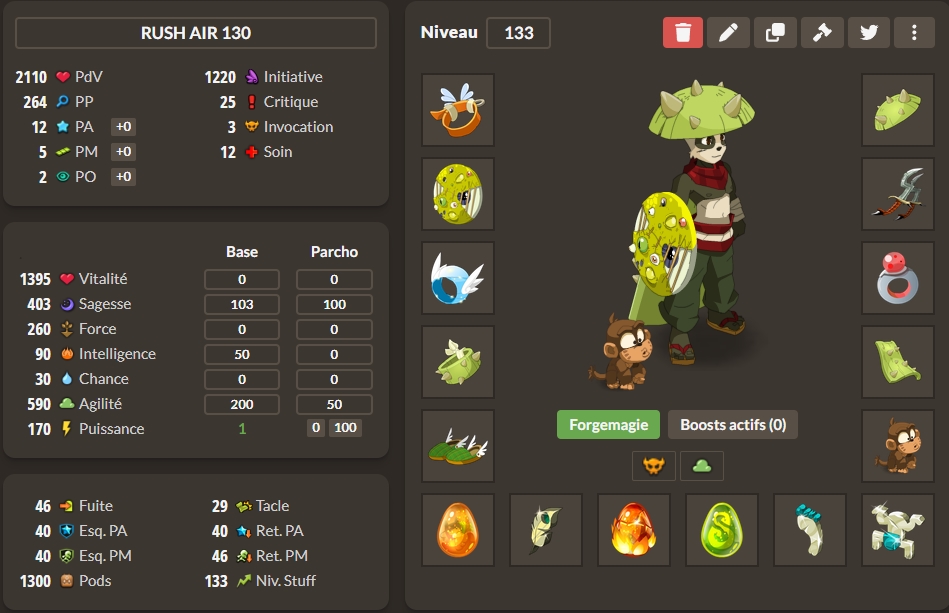 RUSH AIR 130
2110 PdV
1220 Initiative
264 PP
25 Critique
12 PA +0
3 Invocation
5 PM +0
12 Soin
2 PO +0
Base Parcho
1395 Vitalité 0 0
403 Sagesse 103 100
260 Force 0 0
90 Intelligence 50 0
30 Chance 0 0
590 Agilité 200 50
170 Puissance 1 0 100
46 Fuite 29 Tacle
40 Esq. PA 40 Ret. PA
40 Esq. PM 46 Ret. PM
1300 Pods 133 Niv. Stuff
Niveau 133
Forgemagie Boosts actifs (0)